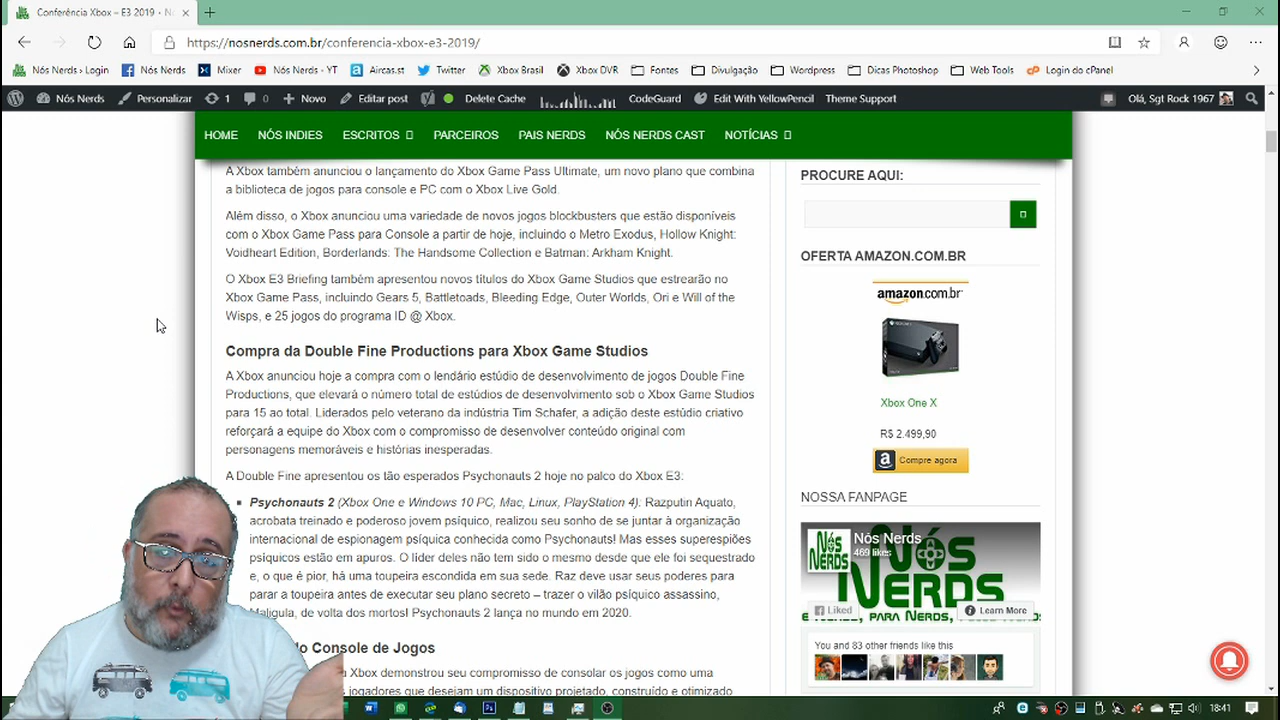 Conferência Xbox – E3 2019 • N
https://nosnerds.com.br/conferencia-xbox-e3-2019/
Nós Nerds › Login
Nós Nerds
Mixer
Nós Nerds - YT
Aircas.st
Twitter
Xbox Brasil
Xbox DVR
Fontes
Divulgação
Wordpress
Dicas Photoshop
Web Tools
Login do cPanel
Nós Nerds
Personalizar
1
0
Novo
Editar post
Delete Cache
CodeGuard
Edit With YellowPencil
Theme Support
Olá, Sgt Rock 1967
HOME
NÓS INDIES
ESCRITOS
PARCEIROS
PAIS NERDS
NÓS NERDS CAST
NOTÍCIAS
A Xbox também anunciou o lançamento do Xbox Game Pass Ultimate, um novo plano que combina
a biblioteca de jogos para console e PC com o Xbox Live Gold.
Além disso, o Xbox anunciou uma variedade de novos jogos blockbusters que estão disponíveis
com o Xbox Game Pass para Console a partir de hoje, incluindo o Metro Exodus, Hollow Knight:
Voidheart Edition, Borderlands: The Handsome Collection e Batman: Arkham Knight.
O Xbox E3 Briefing também apresentou novos títulos do Xbox Game Studios que estrearão no
Xbox Game Pass, incluindo Gears 5, Battletoads, Bleeding Edge, Outer Worlds, Ori e Will of the
Wisps, e 25 jogos do programa ID @ Xbox.
Compra da Double Fine Productions para Xbox Game Studios
A Xbox anunciou hoje a compra com o lendário estúdio de desenvolvimento de jogos Double Fine
Productions, que elevará o número total de estúdios de desenvolvimento sob o Xbox Game Studios
para 15 ao total. Liderados pelo veterano da indústria Tim Schafer, a adição deste estúdio criativo
reforçará a equipe do Xbox com o compromisso de desenvolver conteúdo original com
personagens memoráveis e histórias inesperadas.
A Double Fine apresentou os tão esperados Psychonauts 2 hoje no palco do Xbox E3:
Psychonauts 2 (Xbox One e Windows 10 PC, Mac, Linux, PlayStation 4): Razputin Aquato,
acrobata treinado e poderoso jovem psíquico, realizou seu sonho de se juntar à organização
internacional de espionagem psíquica conhecida como Psychonauts! Mas esses superespiões
psíquicos estão em apuros. O líder deles não tem sido o mesmo desde que ele foi sequestrado
e, o que é pior, há uma toupeira escondida em sua sede. Raz deve usar seus poderes para
parar a toupeira antes de executar seu plano secreto – trazer o vilão psíquico assassino,
Maligula, de volta dos mortos! Psychonauts 2 lança no mundo em 2020.
do Console de Jogos
Xbox demonstrou seu compromisso de consolar os jogos como uma
jogadores que desejam um dispositivo projetado, construído e otimizado
PROCURE AQUI:
OFERTA AMAZON.COM.BR
amazon.com.br
Xbox One X
R$ 2.499,90
Compre agora
NOSSA FANPAGE
NÓS NERDS
Nós Nerds
469 likes
NÓS
NERDS
E NERDS, PARA NERDS,
Liked
Learn More
You and 83 other friends like this
18:41